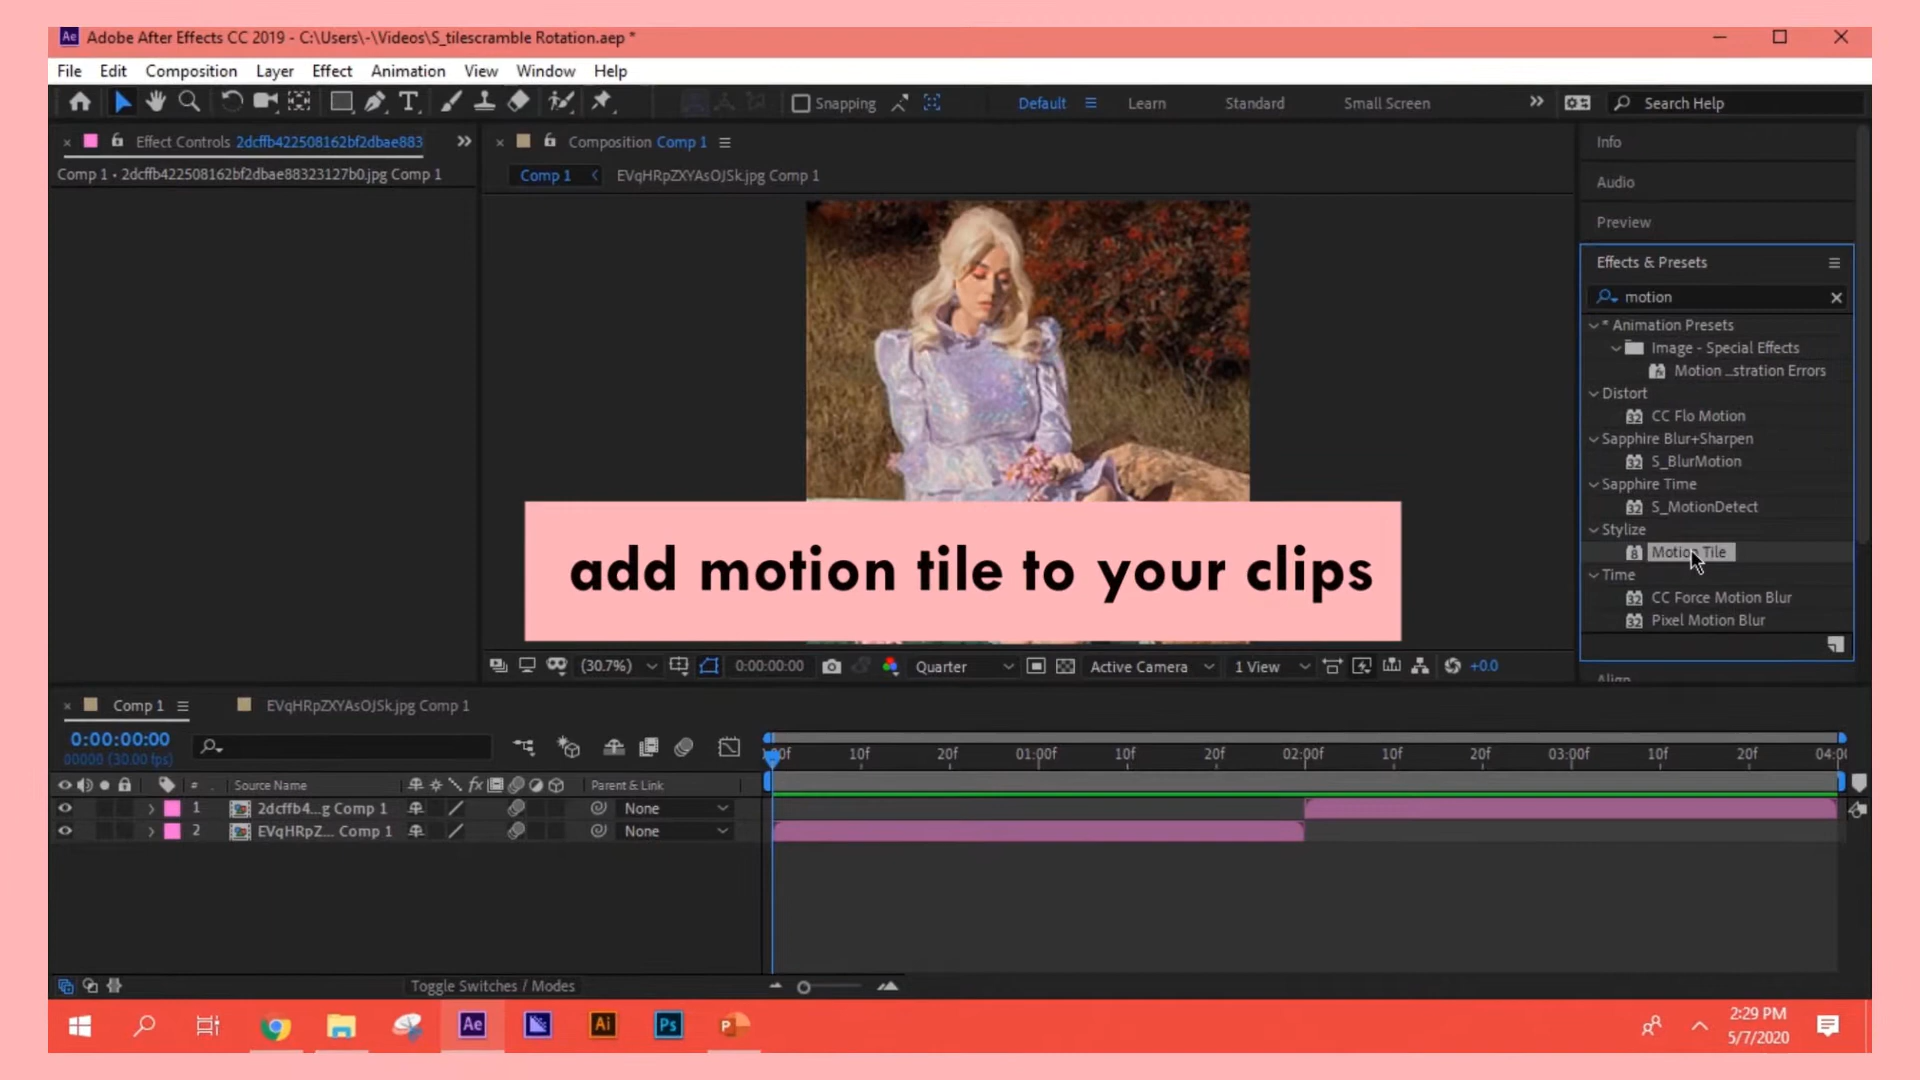 Adobe After Effects CC 2019 - C:\Users\-\Videos\S_tilescramble Rotation.aep *
File Edit Composition Layer Effect Animation View Window Help
Snapping Default Learn Standard Small Screen Search Help
Effect Controls 2dcffb422508162bf2dbae883
Comp 1 • 2dcffb422508162bf2dbae88323127b0.jpg Comp 1
Composition Comp 1
Comp 1 EVqHRpZXYAsOJSk.jpg Comp 1
Info
Audio
Preview
Effects & Presets
motion
* Animation Presets
Image - Special Effects
Motion ...stration Errors
Distort
CC Flo Motion
Sapphire Blur+Sharpen
S_BlurMotion
Sapphire Time
S_MotionDetect
Stylize
Motion Tile
Time
CC Force Motion Blur
Pixel Motion Blur
add motion tile to your clips
(30.7%) 0:00:00:00 Quarter Active Camera 1 View +0.0
Comp 1 EVqHRpZXYAsOJSk.jpg Comp 1
0:00:00:00
00000 (30.00 fps)
10f 20f 01:00f 10f 20f 02:00f 10f 20f 03:00f 10f 20f
# Source Name fx Parent & Link
1 2dcffb4...g Comp 1 None
2 EVqHRpZ... Comp 1 None
Toggle Switches / Modes
Ae Ai Ps P
2:29 PM
5/7/2020